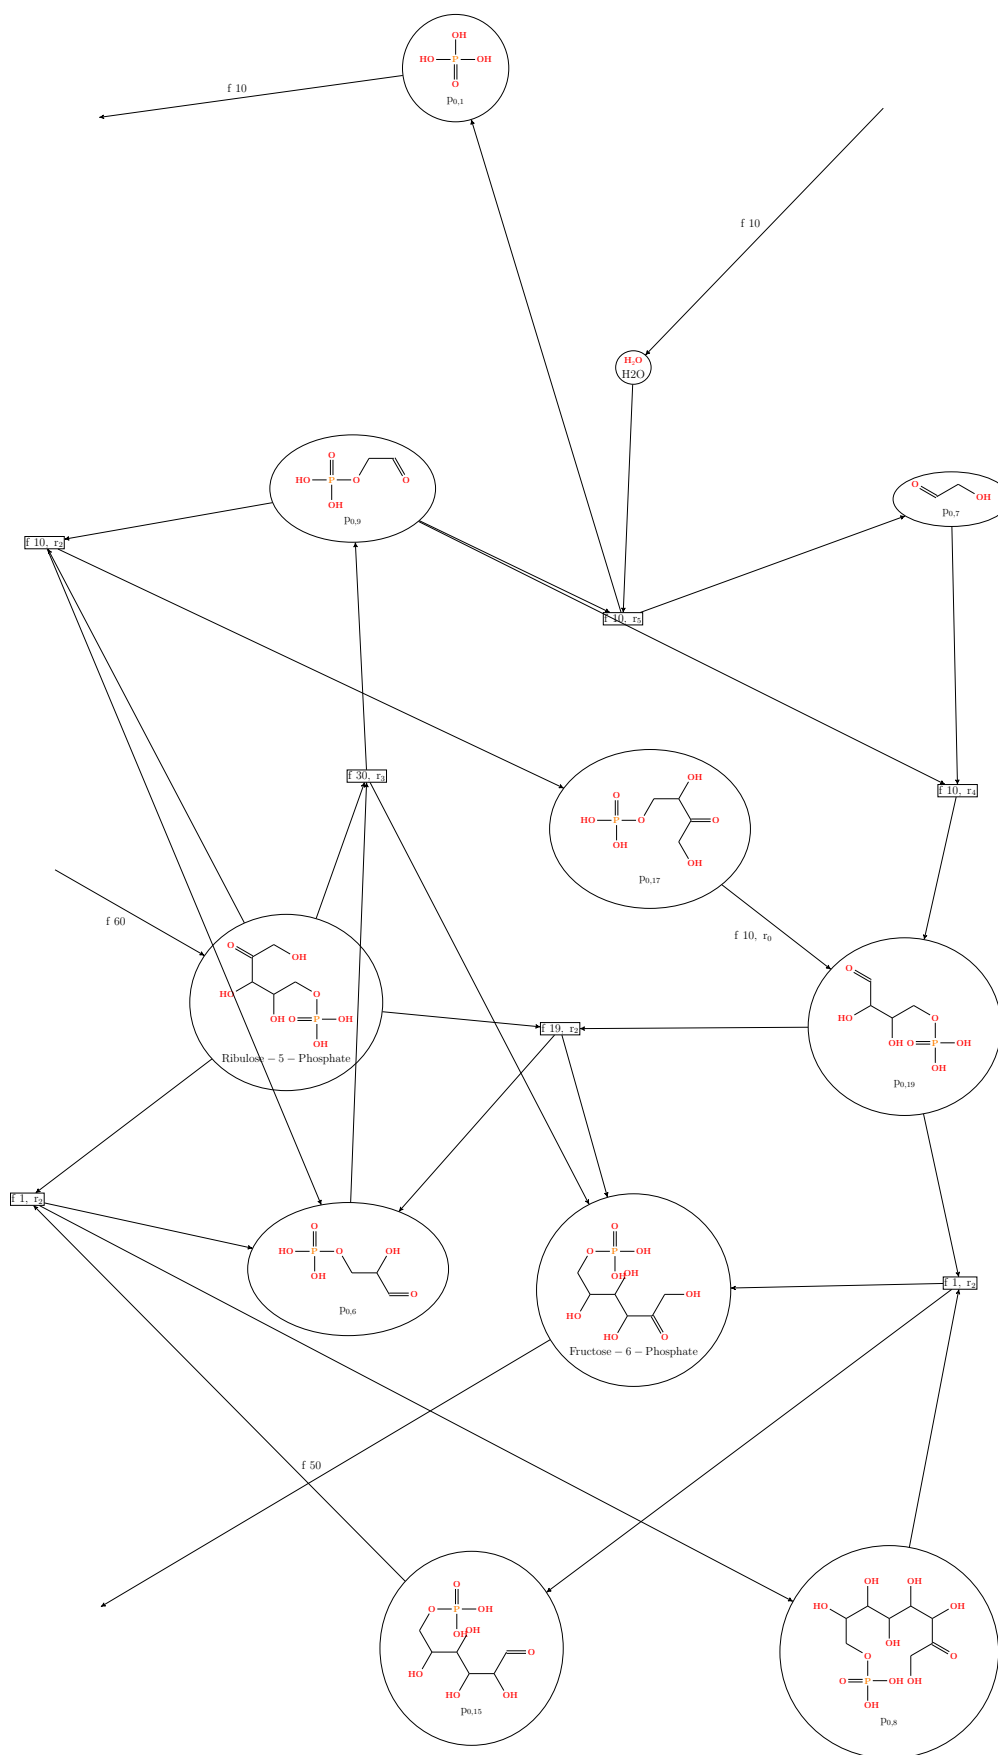 OH
HO P OH
O
p0,1
f 10
f 10
H2O
H2O
O
HO P O O
OH
p0,9
O
OH
p0,7
f 10, r2
f 10, r5
f 30, r3
f 10, r4
OH
O
HO P O O
OH
OH
p0,17
f 60
f 10, r0
O
OH
HO O
OH O P OH
OH
Ribulose − 5 − Phosphate
f 19, r2
O
HO O
OH O P OH
OH
p0,19
f 1, r2
O
HO P O OH
OH
O
p0,6
O
O P OH
OH OH
HO OH
HO O
Fructose − 6 − Phosphate
f 1, r2
f 50
O
O P OH
OH OH
O
HO
HO OH
p0,15
OH OH
HO OH
OH
O O
O P OH OH
OH
p0,8